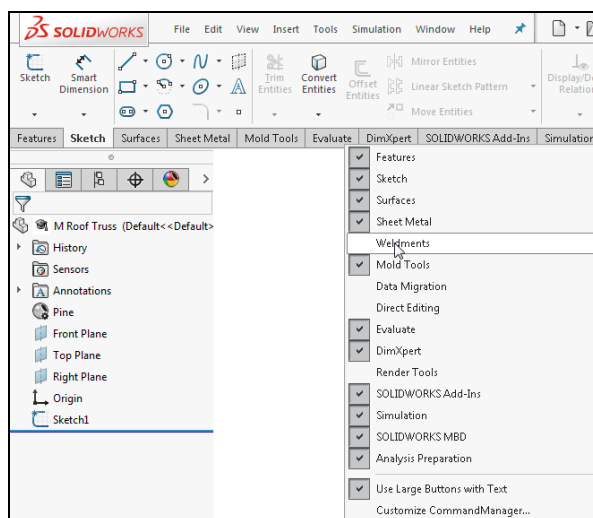 SOLIDWORKS File Edit View Insert Tools Simulation Window Help
Sketch Smart Dimension Trim Entities Convert Entities Offset Entities Mirror Entities Linear Sketch Pattern Move Entities Display/De Relation
Features Sketch Surfaces Sheet Metal Mold Tools Evaluate DimXpert SOLIDWORKS Add-Ins Simulation
M Roof Truss (Default<<Default>
History
Sensors
Annotations
Pine
Front Plane
Top Plane
Right Plane
Origin
Sketch1
Features
Sketch
Surfaces
Sheet Metal
Weldments
Mold Tools
Data Migration
Direct Editing
Evaluate
DimXpert
Render Tools
SOLIDWORKS Add-Ins
Simulation
SOLIDWORKS MBD
Analysis Preparation
Use Large Buttons with Text
Customize CommandManager...